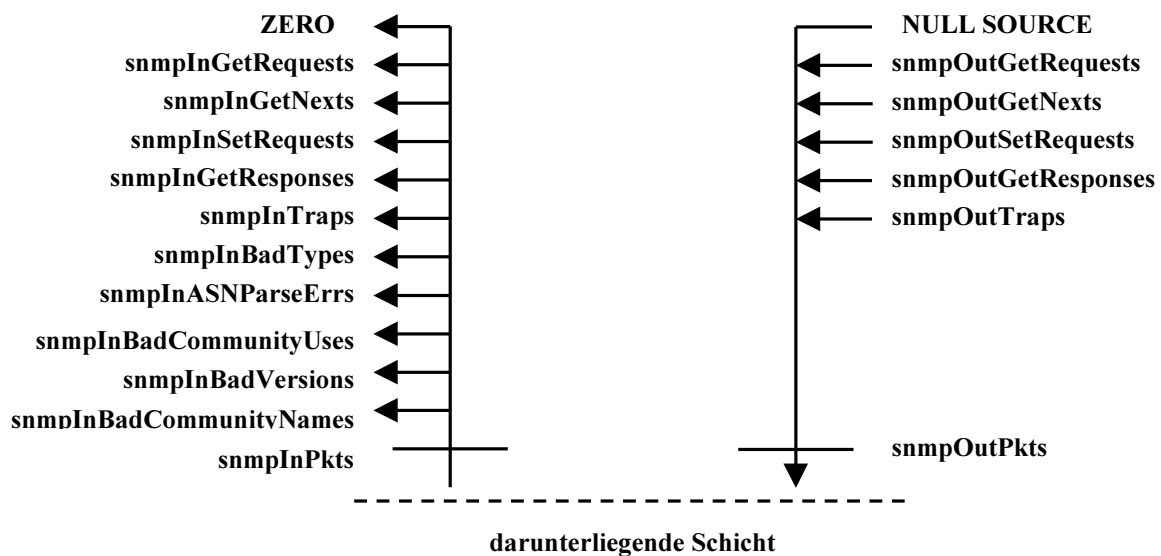 ZERO
snmpInGetRequests
snmpInGetNexts
snmpInSetRequests
snmpInGetResponses
snmpInTraps
snmpInBadTypes
snmpInASNParseErrs
snmpInBadCommunityUses
snmpInBadVersions
snmpInBadCommunityNames
snmpInPkts
NULL SOURCE
snmpOutGetRequests
snmpOutGetNexts
snmpOutSetRequests
snmpOutGetResponses
snmpOutTraps
snmpOutPkts
darunterliegende Schicht